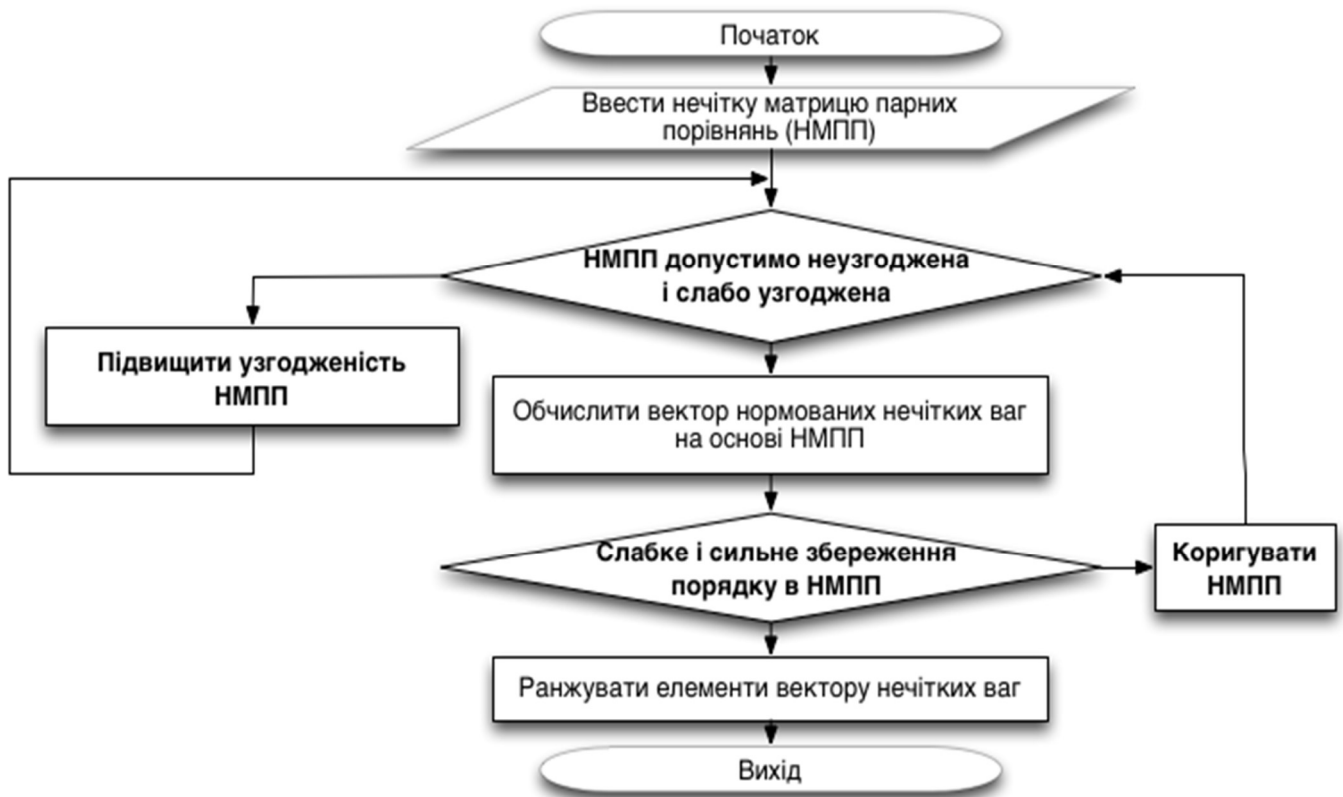 Початок
Ввести нечітку матрицю парних
порівнянь (НМПП)
НМПП допустимо неузгоджена
і слабо узгоджена
Підвищити узгодженість
НМПП
Обчислити вектор нормованих нечітких ваг
на основі НМПП
Слабке і сильне збереження
порядку в НМПП
Коригувати
НМПП
Ранжувати елементи вектору нечітких ваг
Вихід